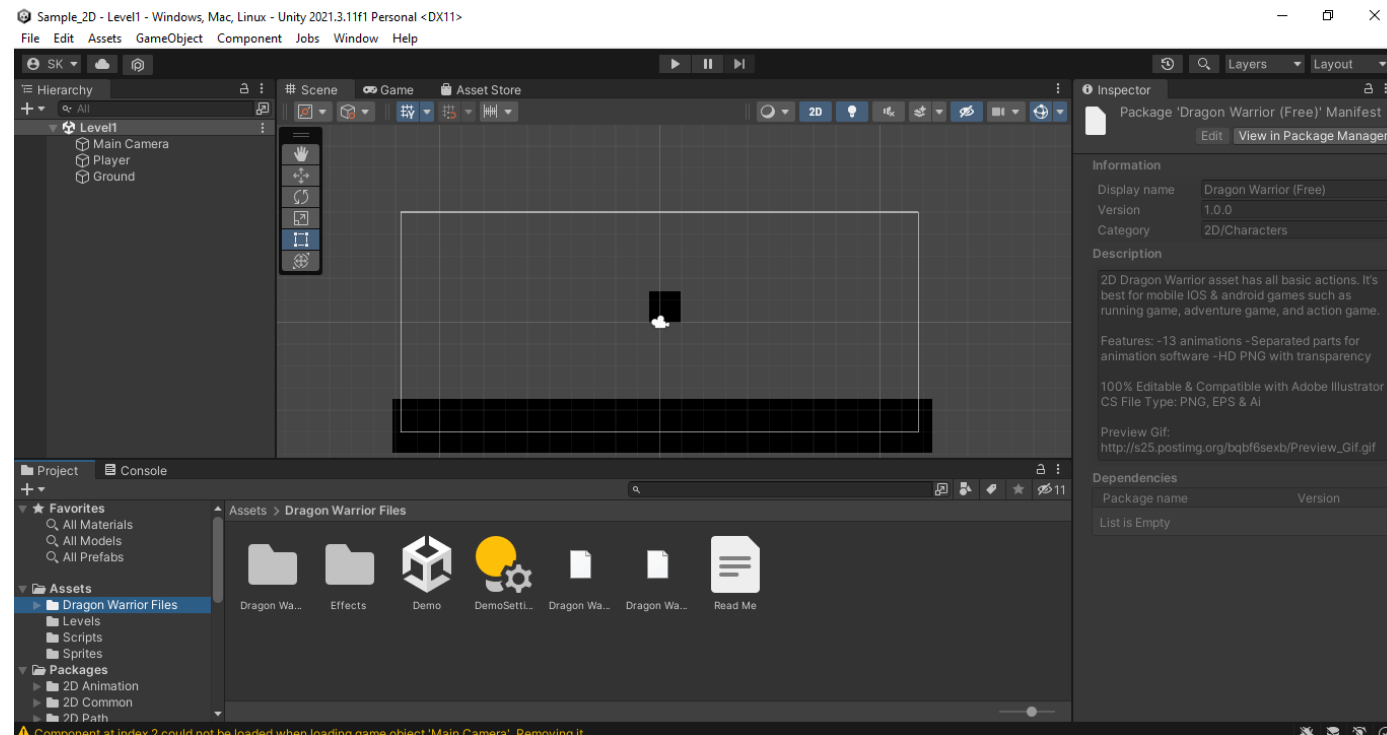 Sample_2D - Level1 - Windows, Mac, Linux - Unity 2021.3.11f1 Personal <DX11>
File Edit Assets GameObject Component Jobs Window Help
SK Layers Layout
Hierarchy
All
Level1
Main Camera
Player
Ground
Scene Game Asset Store
2D
Inspector
Package 'Dragon Warrior (Free)' Manifest
Edit View in Package Manager
Information
Display name Dragon Warrior (Free)
Version 1.0.0
Category 2D/Characters
Description
2D Dragon Warrior asset has all basic actions. It's
best for mobile IOS & android games such as
running game, adventure game, and action game.
Features: -13 animations -Separated parts for
animation software -HD PNG with transparency
100% Editable & Compatible with Adobe Illustrator
CS File Type: PNG, EPS & Ai
Preview Gif:
http://s25.postimg.org/bqbf6sexb/Preview_Gif.gif
Dependencies
Package name Version
List is Empty
Project Console
11
Favorites
All Materials
All Models
All Prefabs
Assets
Dragon Warrior Files
Levels
Scripts
Sprites
Packages
2D Animation
2D Common
2D Path
Assets > Dragon Warrior Files
Dragon Wa... Effects Demo DemoSetti... Dragon Wa... Dragon Wa... Read Me
Component at index 2 could not be loaded when loading game object 'Main Camera'. Removing it